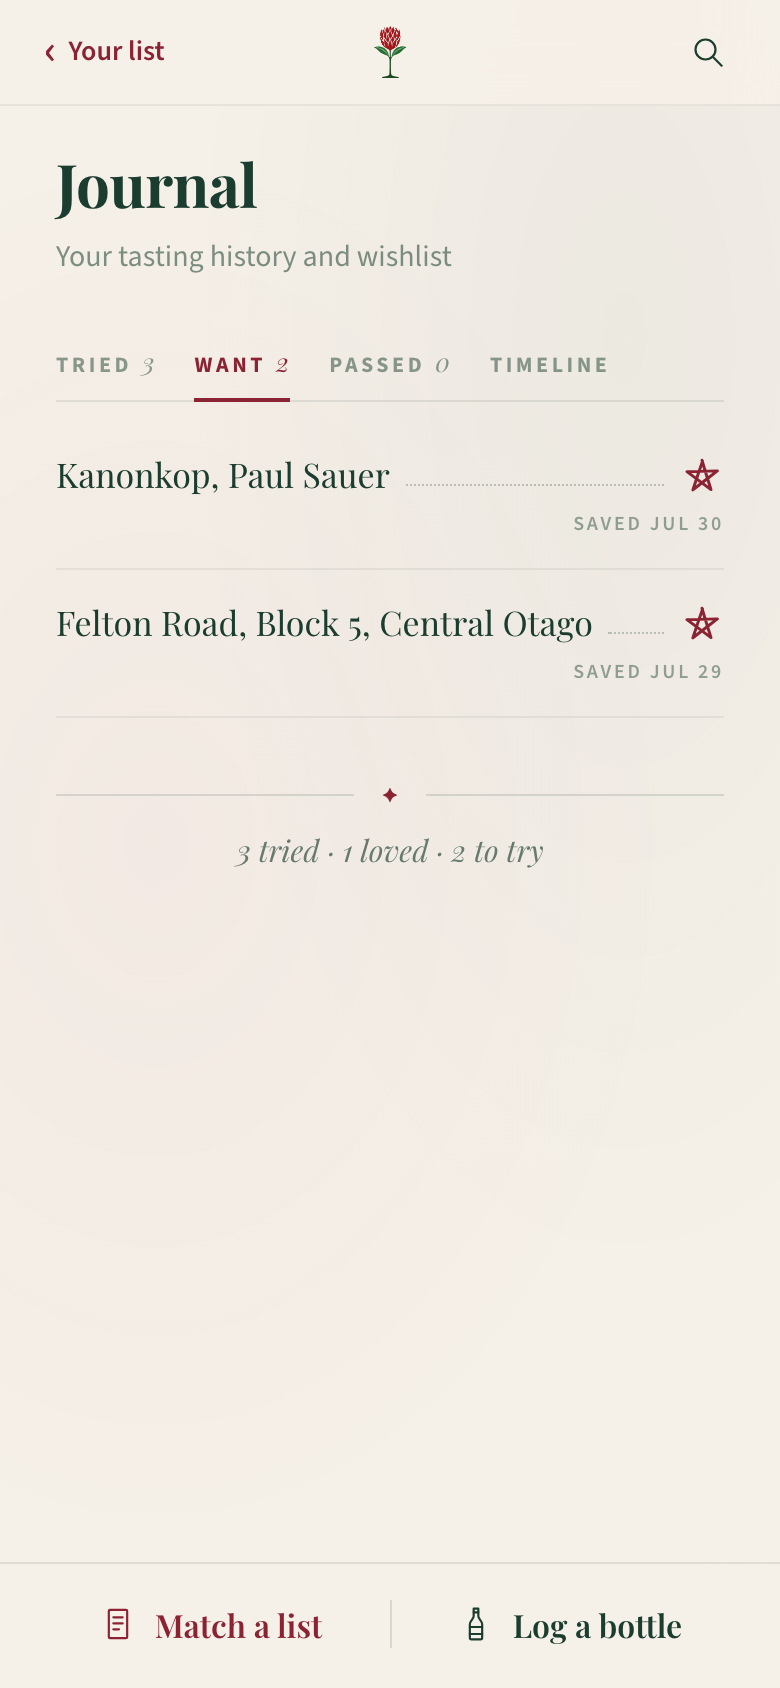 Your list
Journal
Your tasting history and wishlist
TRIED 3 WANT 2 PASSED 0 TIMELINE
Kanonkop, Paul Sauer
SAVED JUL 30
Felton Road, Block 5, Central Otago
SAVED JUL 29
3 tried · 1 loved · 2 to try
Match a list Log a bottle